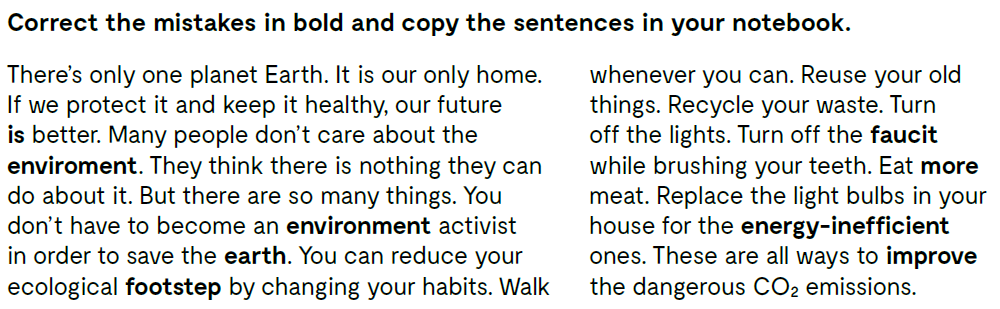 Correct the mistakes in bold and copy the sentences in your notebook.
There's only one planet Earth. It is our only home.
If we protect it and keep it healthy, our future
is better. Many people don't care about the
enviroment. They think there is nothing they can
do about it. But there are so many things. You
don't have to become an environment activist
in order to save the earth. You can reduce your
ecological footstep by changing your habits. Walk
whenever you can. Reuse your old
things. Recycle your waste. Turn
off the lights. Turn off the faucit
while brushing your teeth. Eat more
meat. Replace the light bulbs in your
house for the energy-inefficient
ones. These are all ways to improve
the dangerous CO₂ emissions.